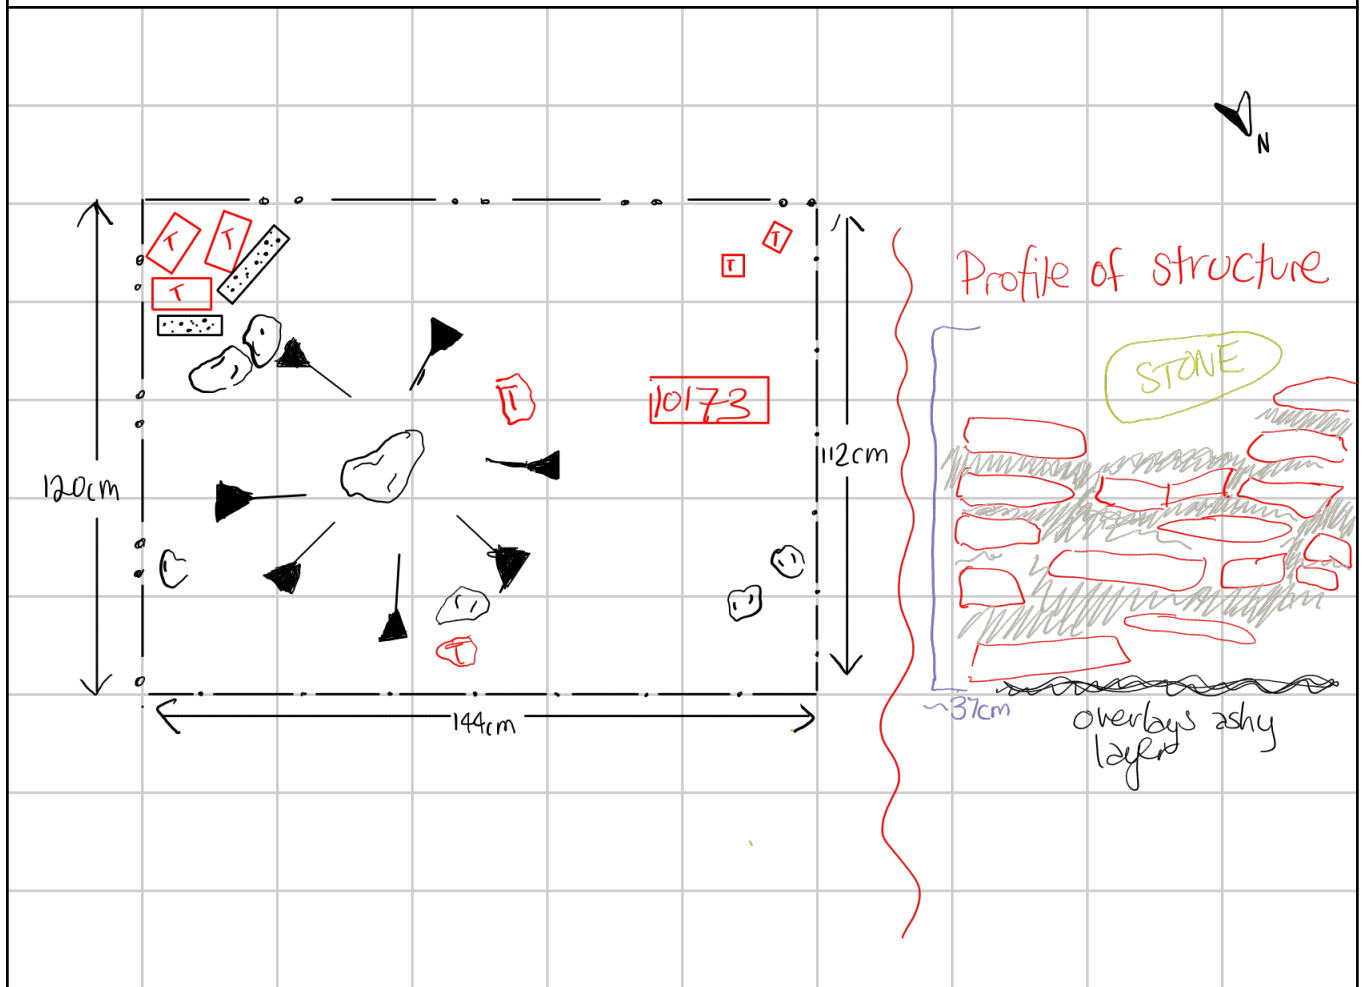 N
T T
T
T
T
T
10173
120cm
112cm
T
144cm
Profile of structure
STONE
~37cm
overlays ashy
layer